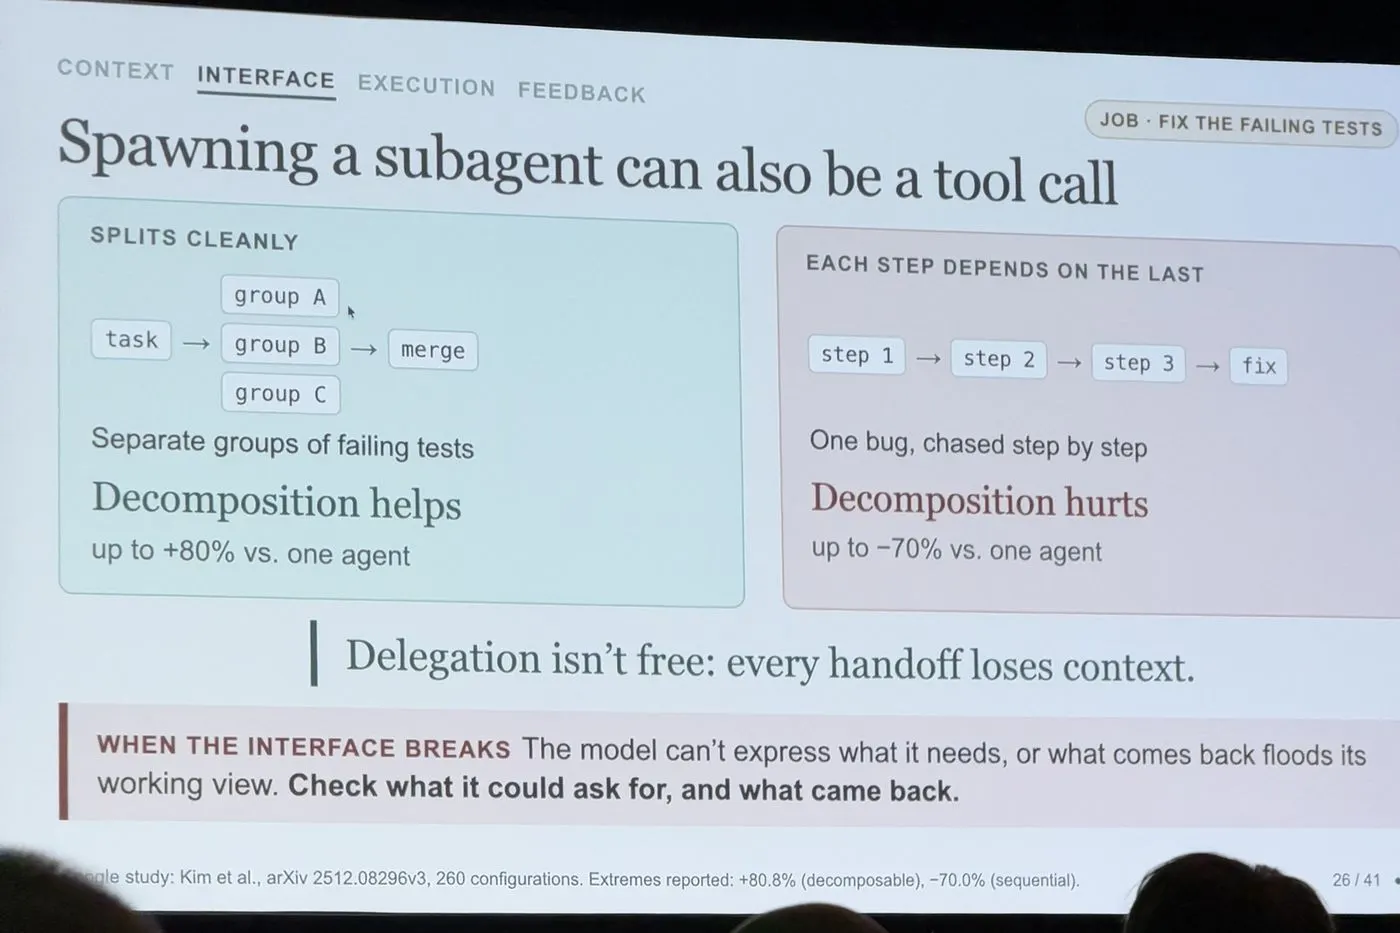 CONTEXT INTERFACE EXECUTION FEEDBACK
JOB · FIX THE FAILING TESTS
Spawning a subagent can also be a tool call
SPLITS CLEANLY
task → group A group B group C → merge
Separate groups of failing tests
Decomposition helps
up to +80% vs. one agent
EACH STEP DEPENDS ON THE LAST
step 1 → step 2 → step 3 → fix
One bug, chased step by step
Decomposition hurts
up to −70% vs. one agent
Delegation isn’t free: every handoff loses context.
WHEN THE INTERFACE BREAKS The model can’t express what it needs, or what comes back floods its
working view. Check what it could ask for, and what came back.
study: Kim et al., arXiv 2512.08296v3, 260 configurations. Extremes reported: +80.8% (decomposable), −70.0% (sequential).
26 / 41